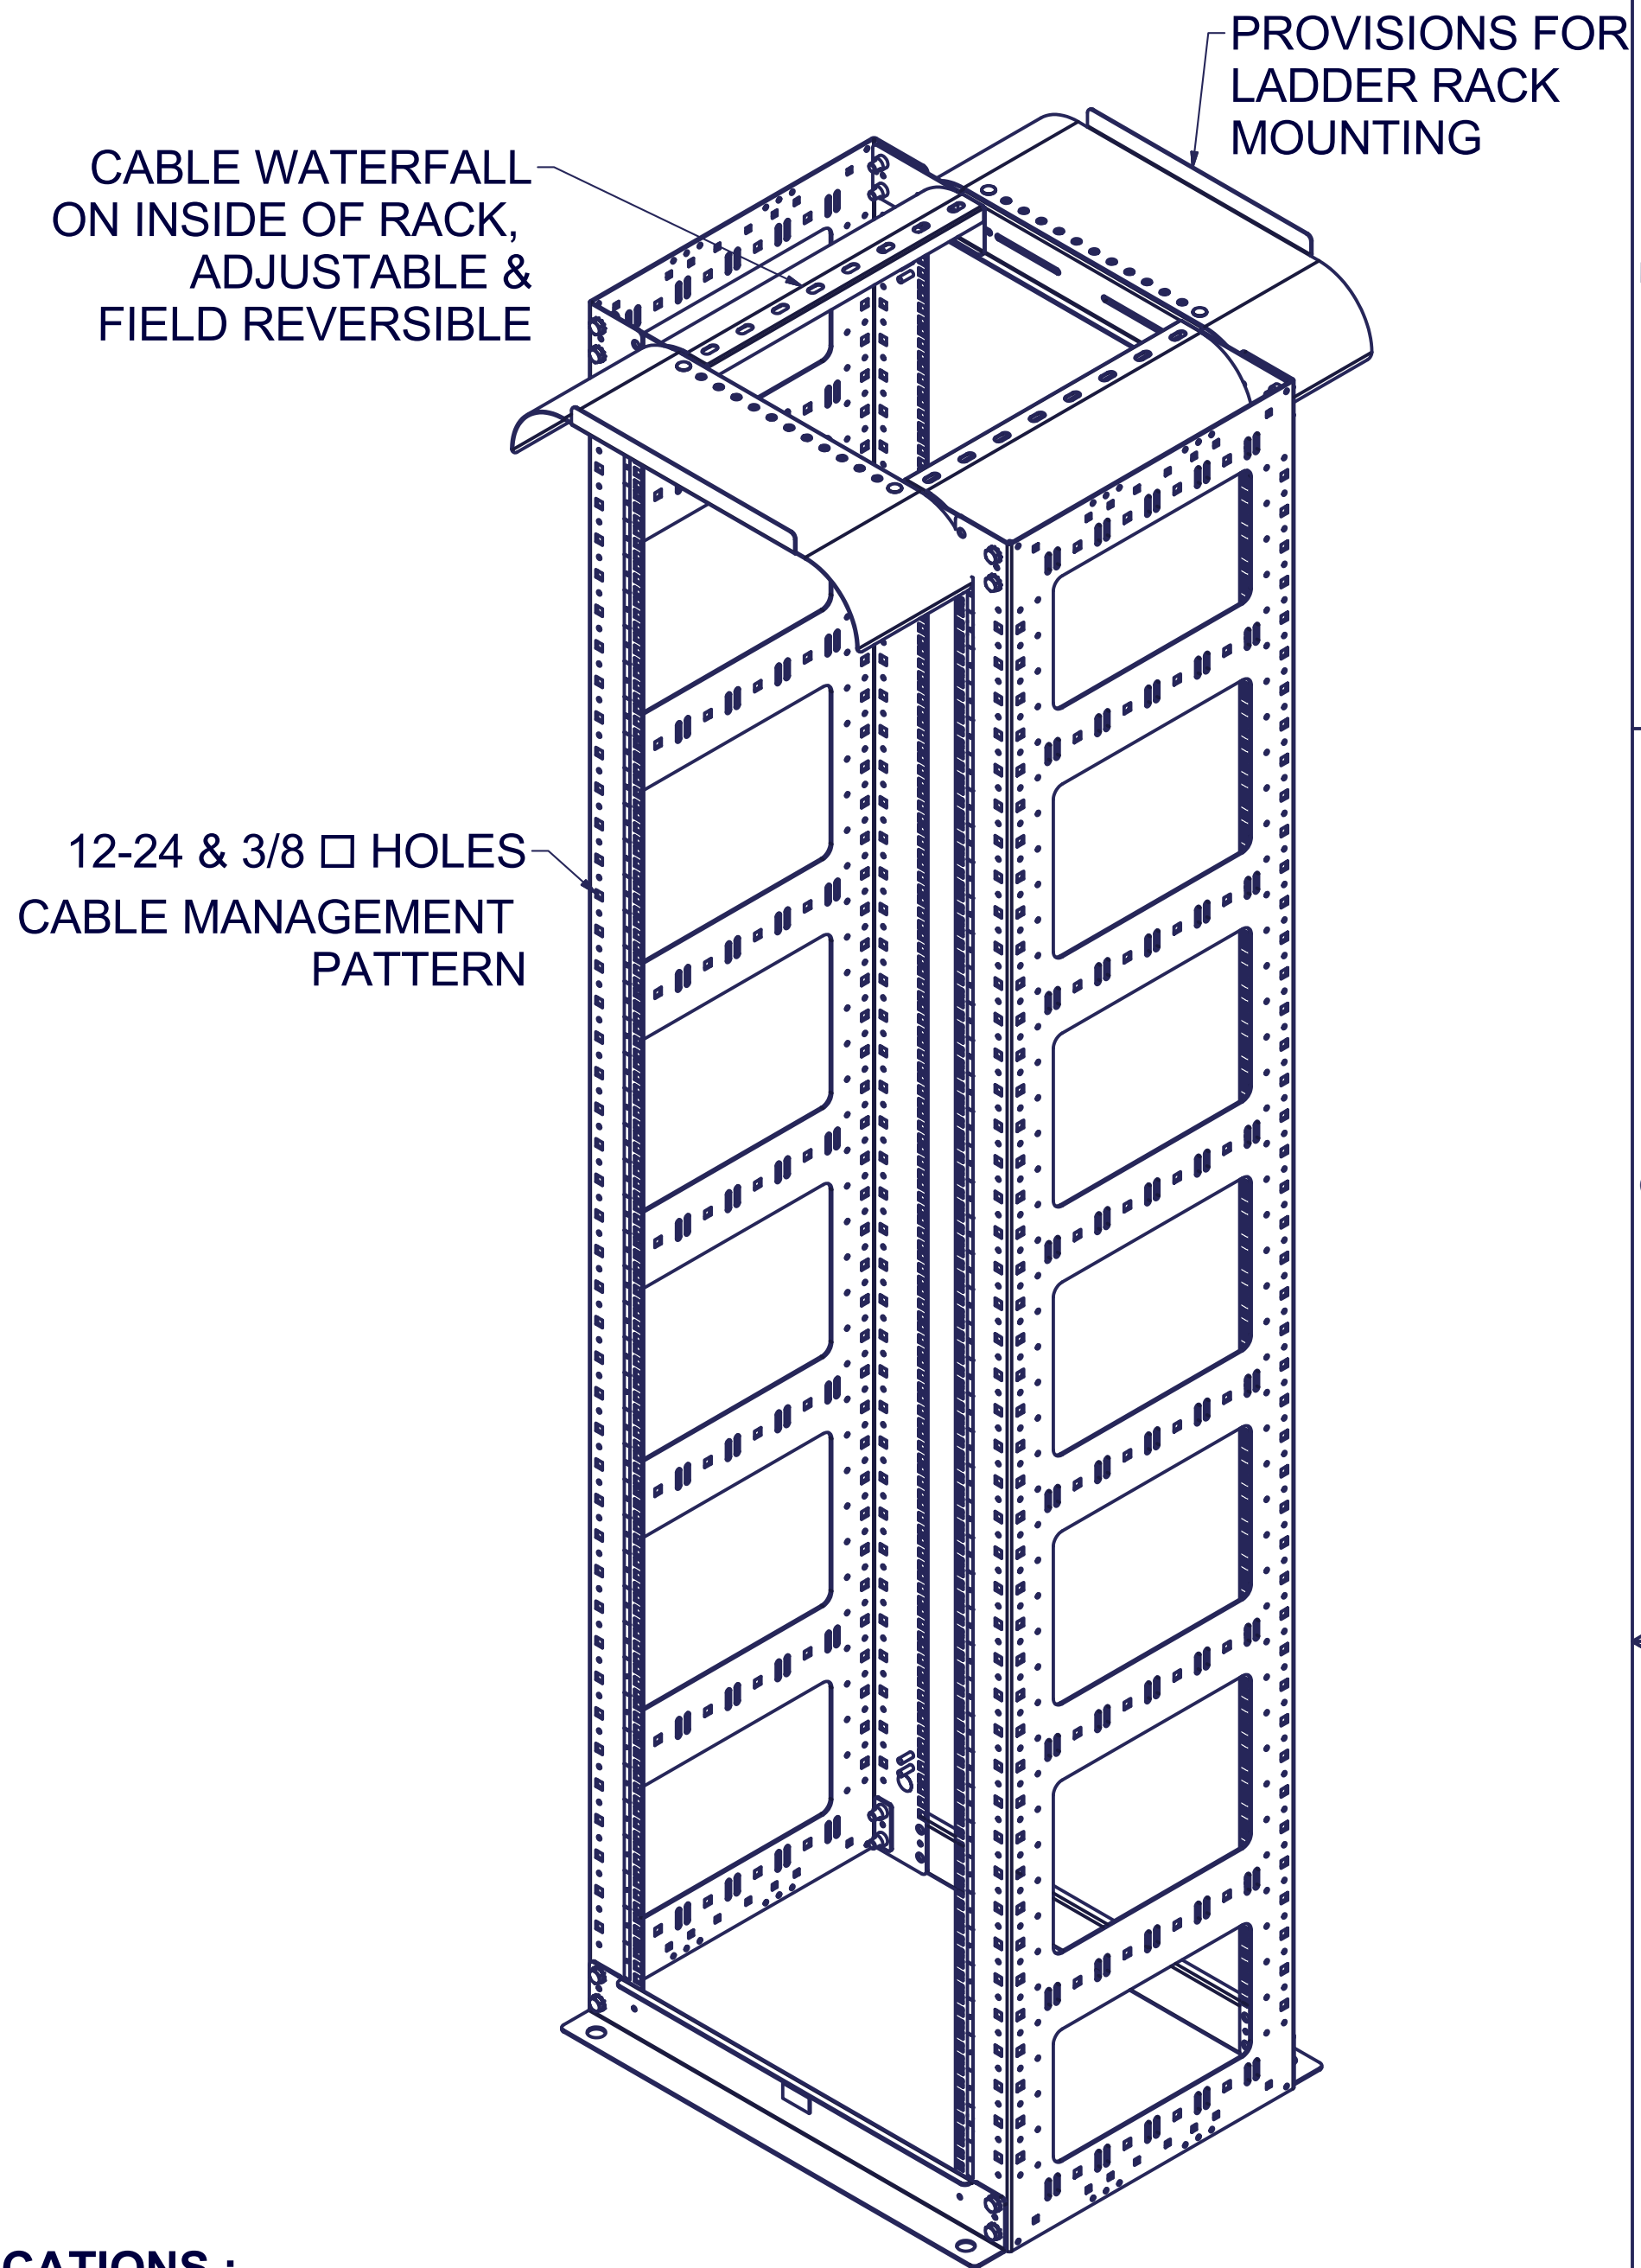 PROVISIONS FOR
LADDER RACK
MOUNTING
CABLE WATERFALL
ON INSIDE OF RACK,
ADJUSTABLE &
FIELD REVERSIBLE
12-24 & 3/8 □ HOLES
CABLE MANAGEMENT
PATTERN
CATIONS :